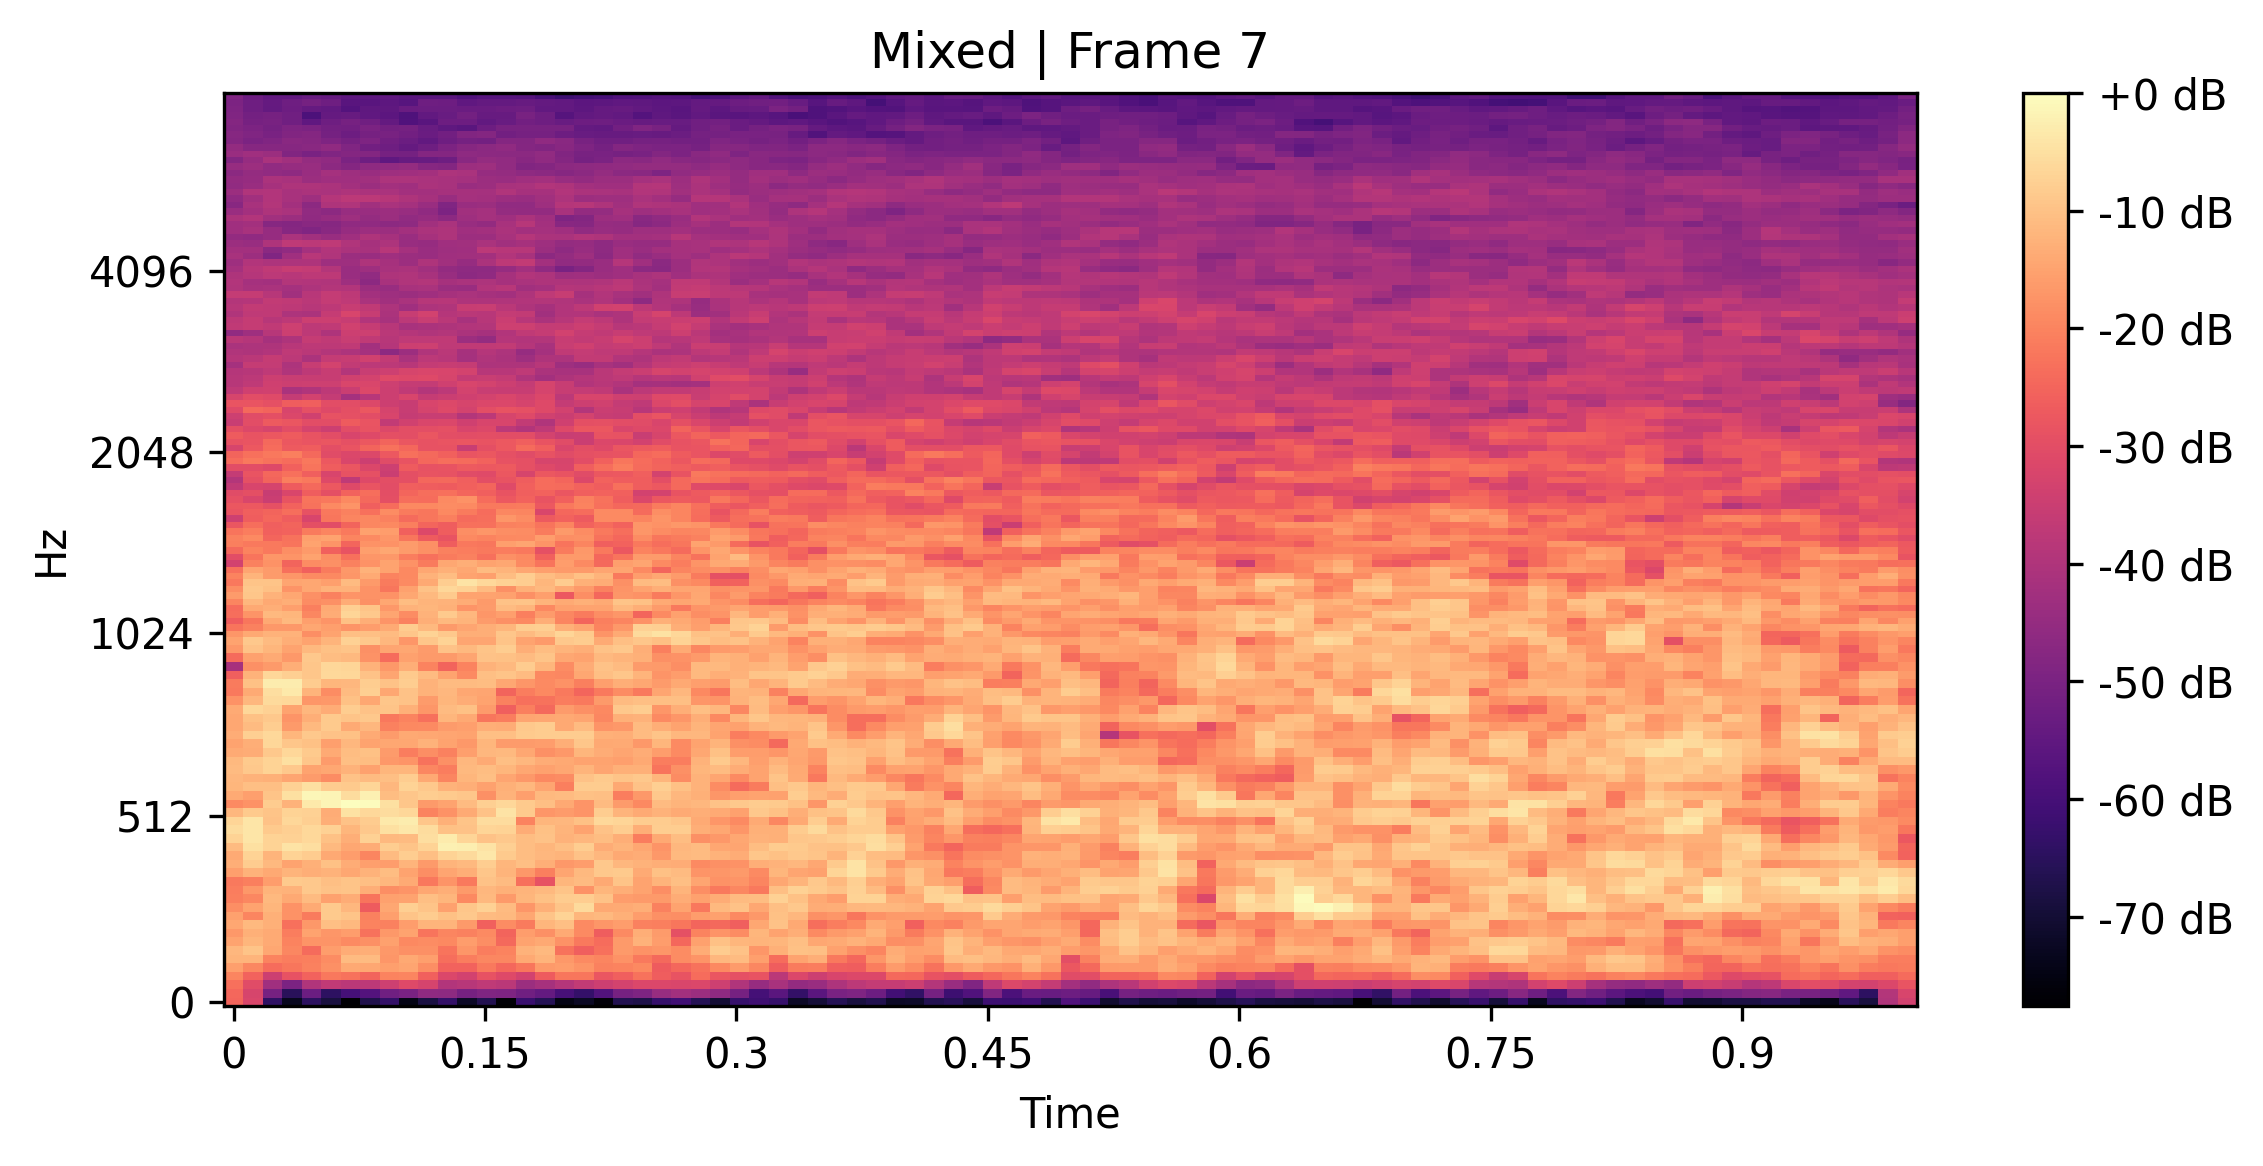 Mixed | Frame 7
+0 dB
-10 dB
-20 dB
-30 dB
-40 dB
-50 dB
-60 dB
-70 dB
Hz
4096
2048
1024
512
0
0 0.15 0.3 0.45 0.6 0.75 0.9
Time